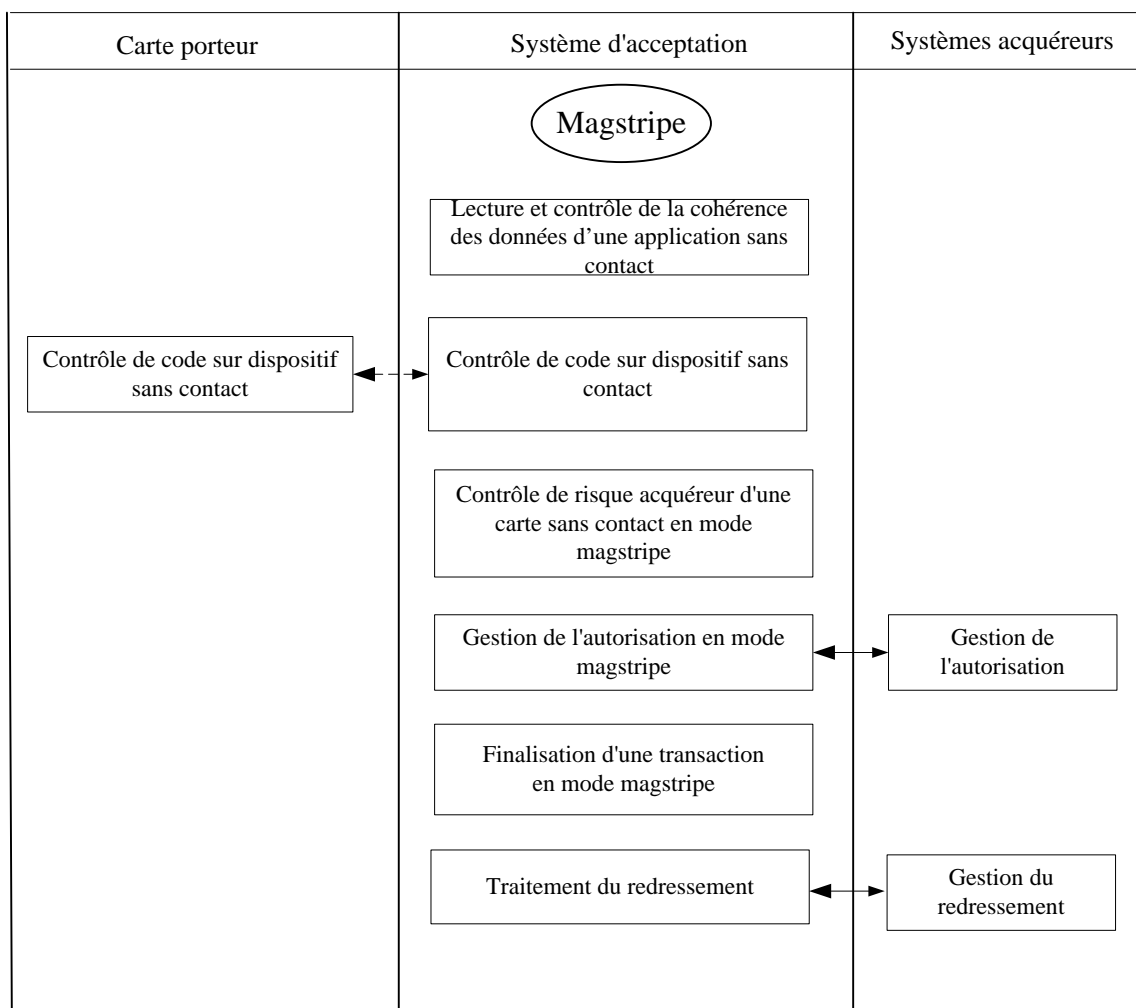 Carte porteur
Système d'acceptation
Systèmes acquéreurs
Magstripe
Lecture et contrôle de la cohérence
des données d’une application sans
contact
Contrôle de code sur dispositif
sans contact
Contrôle de code sur dispositif sans
contact
Contrôle de risque acquéreur d'une
carte sans contact en mode
magstripe
Gestion de l'autorisation en mode
magstripe
Gestion de
l'autorisation
Finalisation d'une transaction
en mode magstripe
Traitement du redressement
Gestion du
redressement